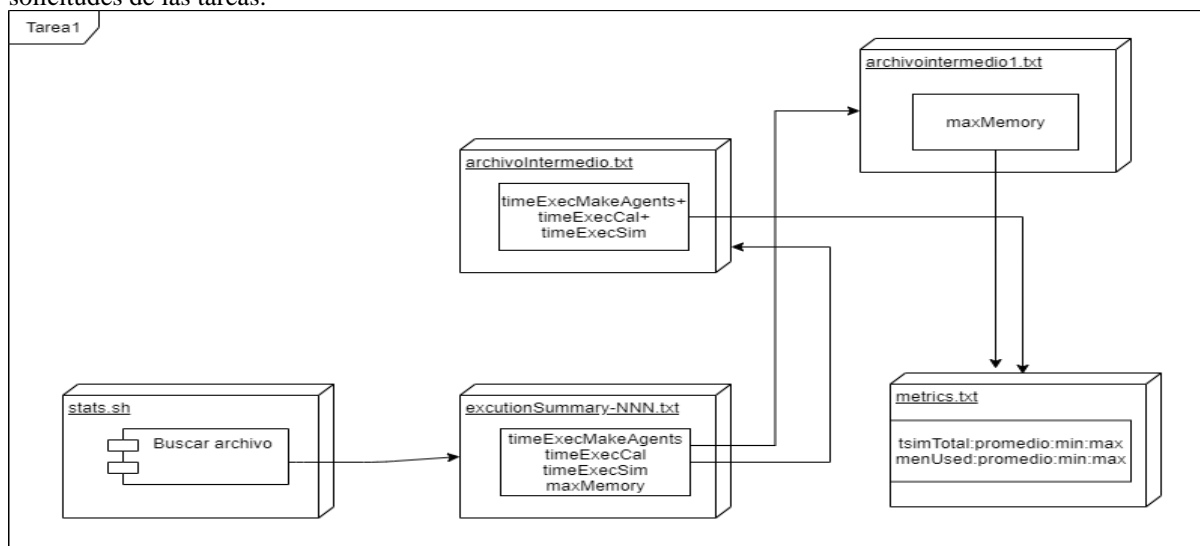 solicitudes de las tareas.
Tarea1
archivointermedio1.txt
maxMemory
archivoIntermedio.txt
timeExecMakeAgents+
timeExecCal+
timeExecSim
stats.sh
Buscar archivo
excutionSummary-NNN.txt
timeExecMakeAgents
timeExecCal
timeExecSim
maxMemory
metrics.txt
tsimTotal:promedio:min:max
menUsed:promedio:min:max